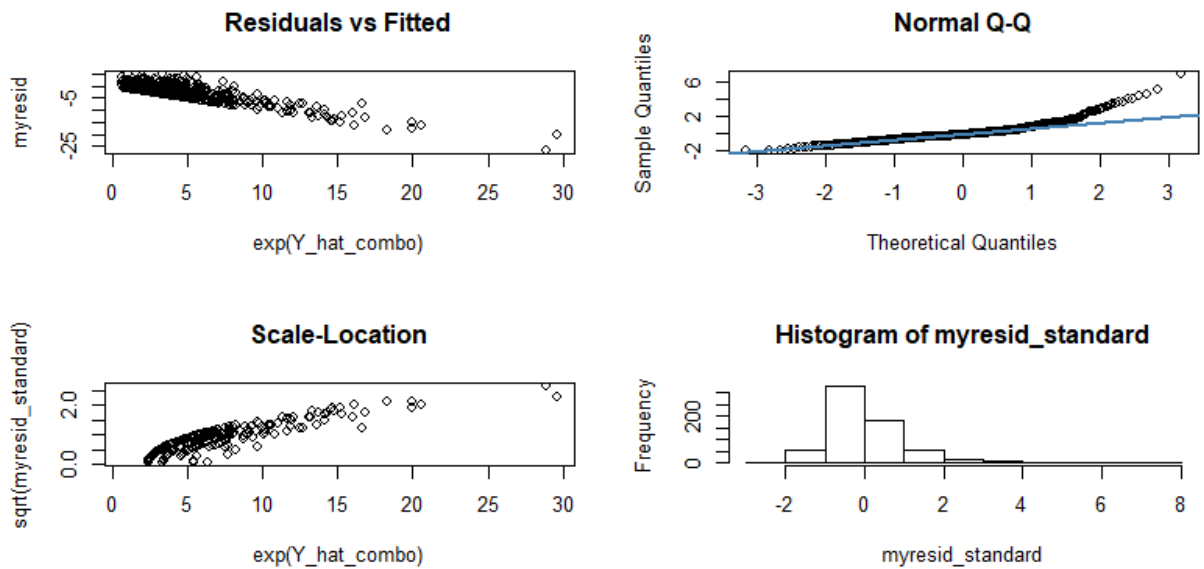 Residuals vs Fitted
myresid
-5
-25
0 5 10 15 20 25 30
exp(Y_hat_combo)
Normal Q-Q
Sample Quantiles
6
2
-2
-3 -2 -1 0 1 2 3
Theoretical Quantiles
Scale-Location
sqrt(myresid_standard)
2.0
0.0
0 5 10 15 20 25 30
exp(Y_hat_combo)
Histogram of myresid_standard
Frequency
200
0
-2 0 2 4 6 8
myresid_standard